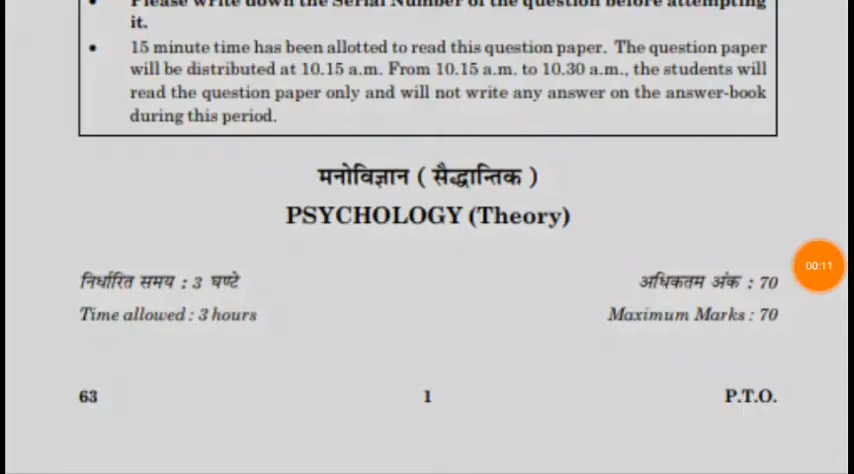 • Please write down the Serial Number of the question before attempting
it.
• 15 minute time has been allotted to read this question paper. The question paper
will be distributed at 10.15 a.m. From 10.15 a.m. to 10.30 a.m., the students will
read the question paper only and will not write any answer on the answer-book
during this period.
मनोविज्ञान ( सैद्धान्तिक )
PSYCHOLOGY (Theory)
निर्धारित समय : 3 घण्टे अधिकतम अंक : 70
Time allowed : 3 hours Maximum Marks : 70
00:11
63 1 P.T.O.